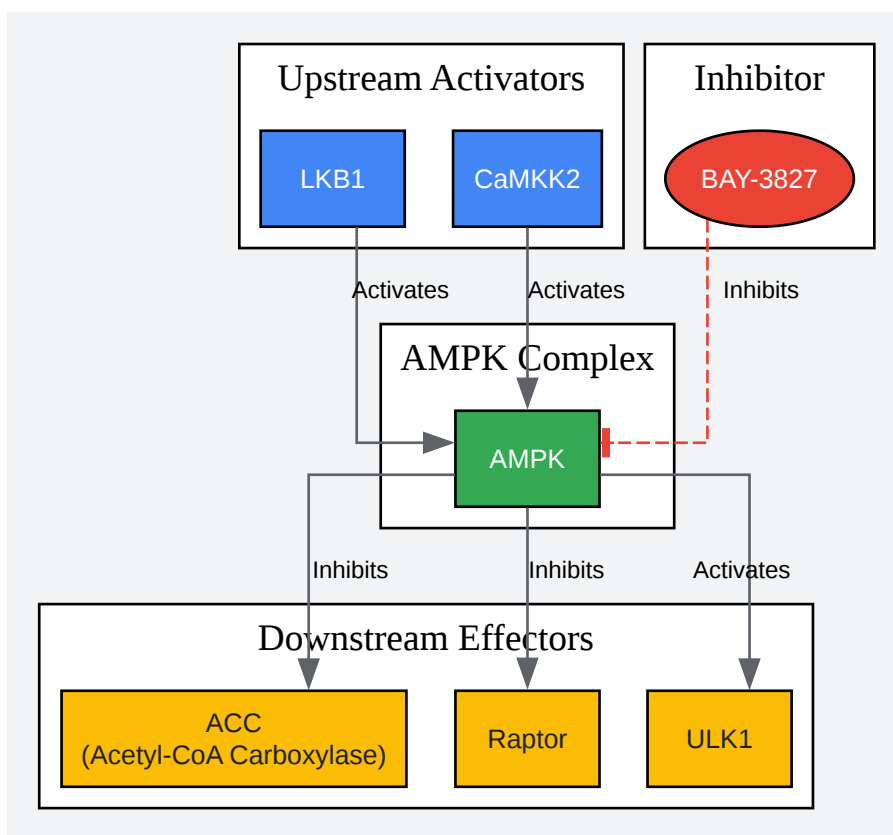 Upstream Activators
Inhibitor
LKB1
CaMKK2
BAY-3827
Activates
Activates
Inhibits
AMPK Complex
AMPK
Inhibits
Inhibits
Activates
Downstream Effectors
ACC
(Acetyl-CoA Carboxylase)
Raptor
ULK1